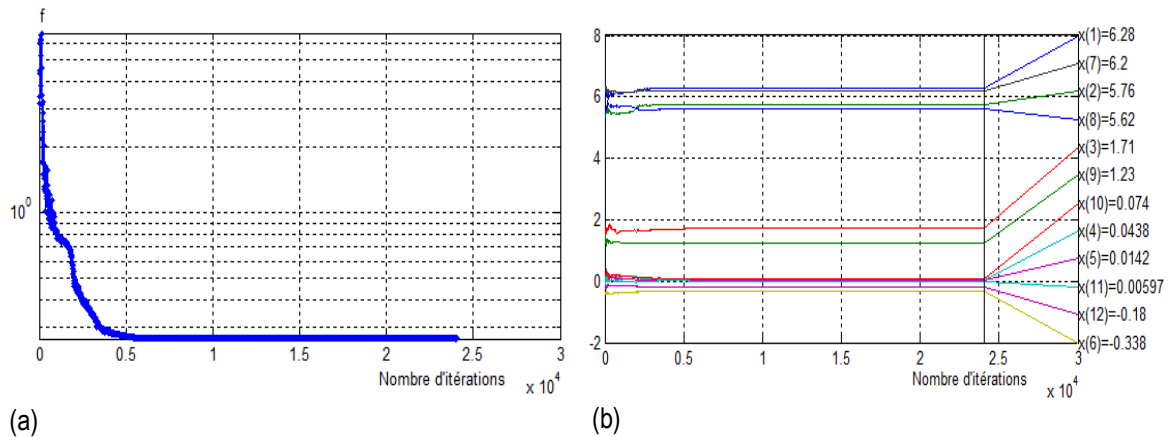 f
10⁰
0 0.5 1 1.5 2 2.5 3
Nombre d'itérations
x 10⁴
(a)
8
6
4
2
0
-2
0 0.5 1 1.5 2 2.5 3
Nombre d'itérations
x 10⁴
x(1)=6.28
x(7)=6.2
x(2)=5.76
x(8)=5.62
x(3)=1.71
x(9)=1.23
x(10)=0.074
x(4)=0.0438
x(5)=0.0142
x(11)=0.00597
x(12)=-0.18
x(6)=-0.338
(b)